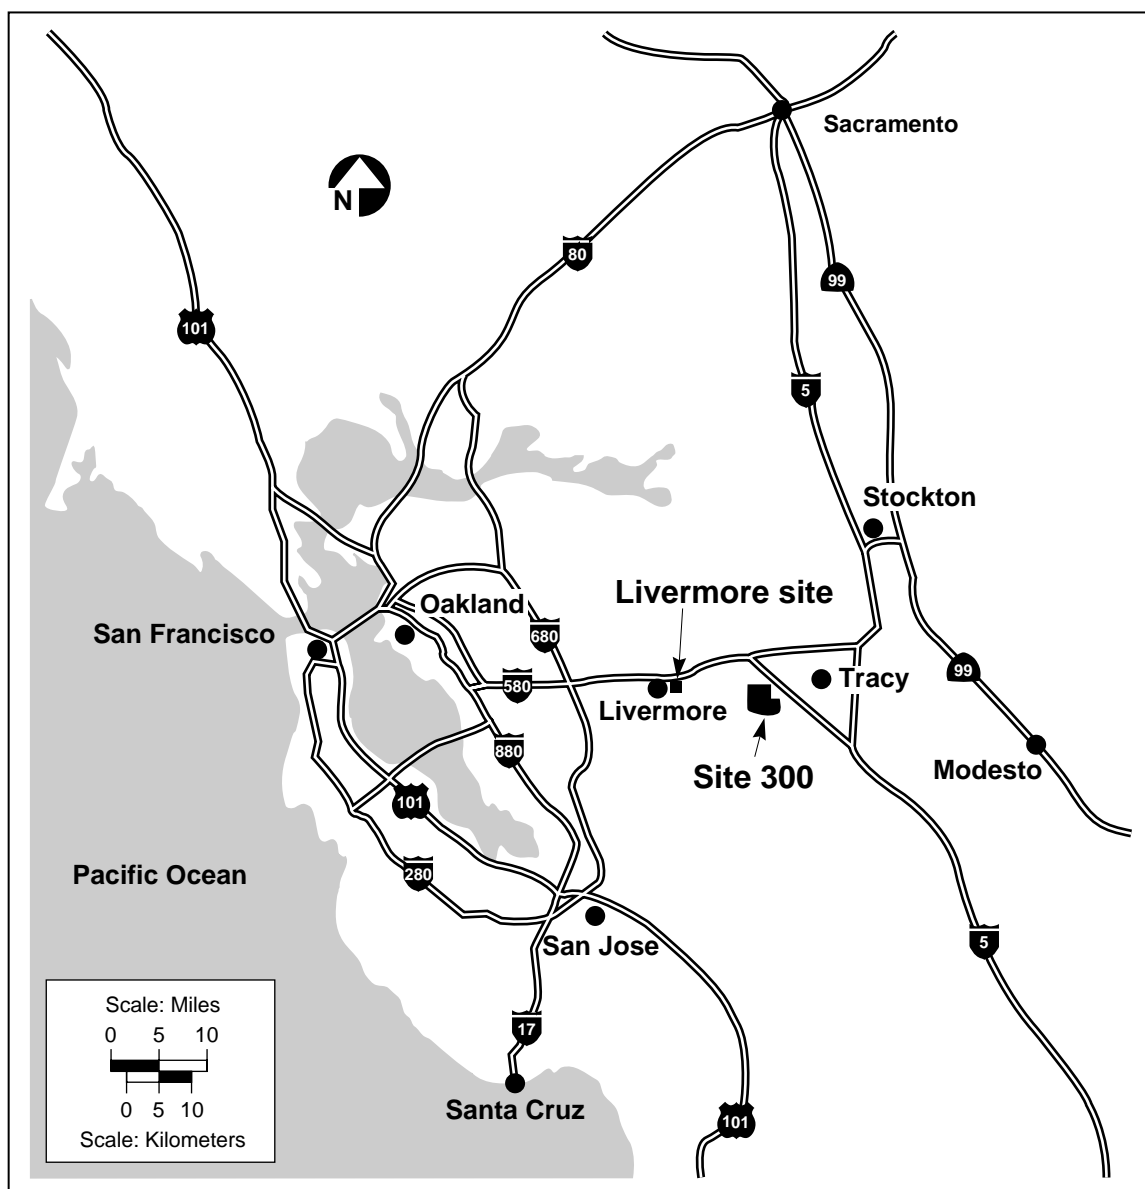 Sacramento
N
80
99
101
5
Stockton
Livermore site
Oakland
San Francisco
680
99
580
Tracy
Livermore
880
Site 300
Modesto
101
Pacific Ocean
280
5
San Jose
Scale: Miles
0 5 10
17
0 5 10
Santa Cruz
101
Scale: Kilometers